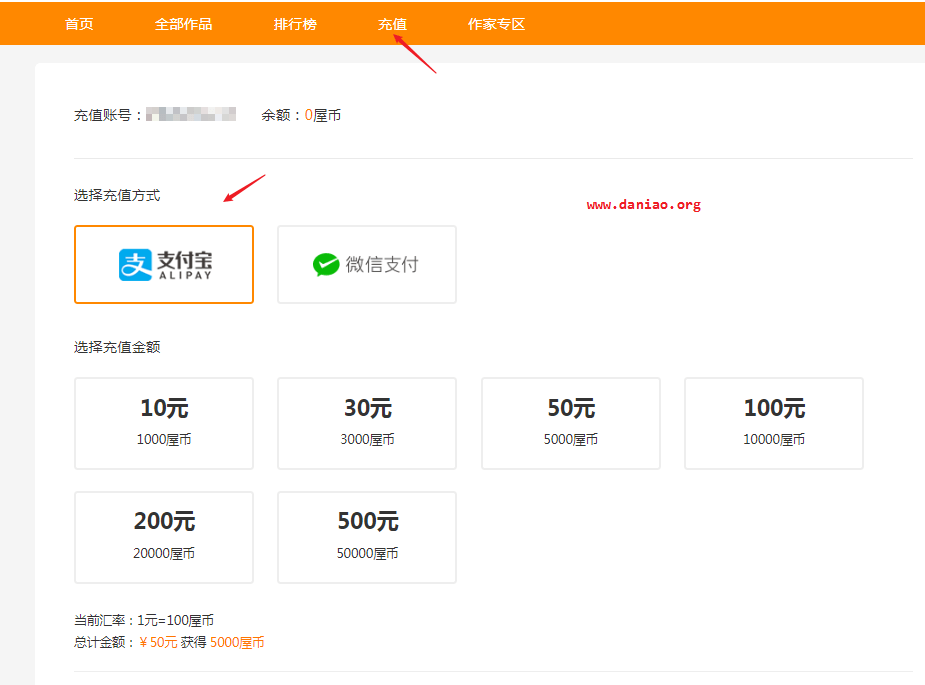 首页 全部作品 排行榜 充值 作家专区
充值账号： 余额：0屋币
选择充值方式
www.daniao.org
支付宝 ALIPAY 微信支付
选择充值金额
10元 30元 50元 100元
1000屋币 3000屋币 5000屋币 10000屋币
200元 500元
20000屋币 50000屋币
当前汇率：1元=100屋币
总计金额：￥50元 获得 5000屋币